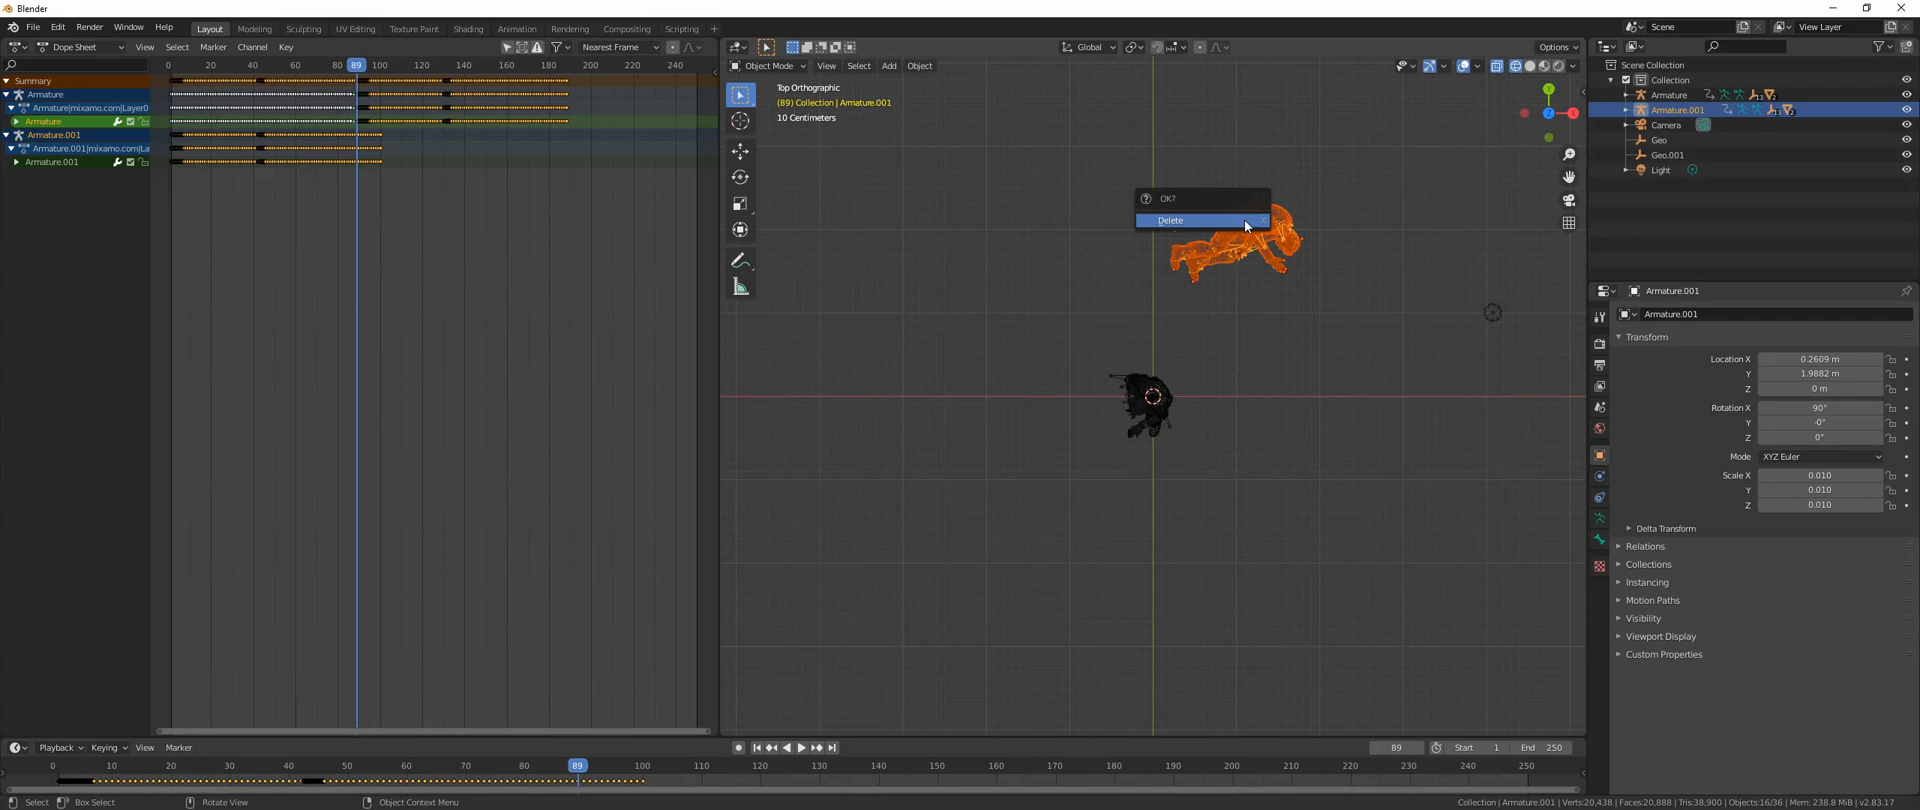 Blender
File Edit Render Window Help Layout Modeling Sculpting UV Editing Texture Paint Shading Animation Rendering Compositing Scripting Scene View Layer
Dope Sheet View Select Marker Channel Key Nearest Frame Global Options
0 20 40 60 80 89 100 120 140 160 180 200 220 240
Object Mode View Select Add Object
Summary
Armature
Armature|mixamo.com|Layer0
Armature
Armature.001
Armature.001|mixamo.com|La
Armature.001
Top Orthographic
(89) Collection | Armature.001
10 Centimeters
Y
X
Z
OK?
Delete X
Scene Collection
Collection
Armature 13 2
Armature.001 13 2
Camera
Geo
Geo.001
Light
Armature.001
Armature.001
Transform
Location X 0.2609 m
Y 1.9882 m
Z 0 m
Rotation X 90°
Y -0°
Z 0°
Mode XYZ Euler
Scale X 0.010
Y 0.010
Z 0.010
Delta Transform
Relations
Collections
Instancing
Motion Paths
Visibility
Viewport Display
Custom Properties
Playback Keying View Marker 89 Start 1 End 250
0 10 20 30 40 50 60 70 80 89 100 110 120 130 140 150 160 170 180 190 200 210 220 230 240 250
Select Box Select Rotate View Object Context Menu Collection | Armature.001 | Verts:20,438 | Faces:20,888 | Tris:38,900 | Objects:16/36 | Mem: 238.8 MiB | v2.83.17